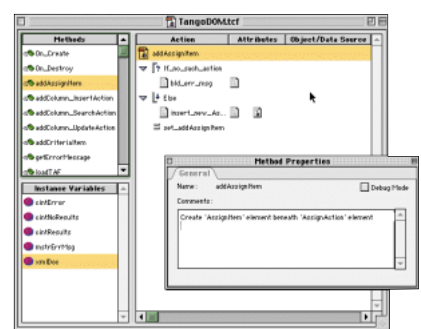 TangoDOM.tcf
Methods
On_Create
On_Destroy
addAssignItem
addColumn_InsertAction
addColumn_SearchAction
addColumn_UpdateAction
addCriteriaItem
getErrorMessage
loadTAF
Instance Variables
cintError
cintNoResults
cintResults
mstrErrMsg
xmlDoc
Action Attributes Object/Data Source
addAssignItem
If_no_such_action
bld_err_msg
Else
insert_new_As...
set_addAssignItem
Method Properties
General
Name: addAssignItem
Debug Mode
Comments:
Create 'AssignItem' element beneath 'AssignAction' element